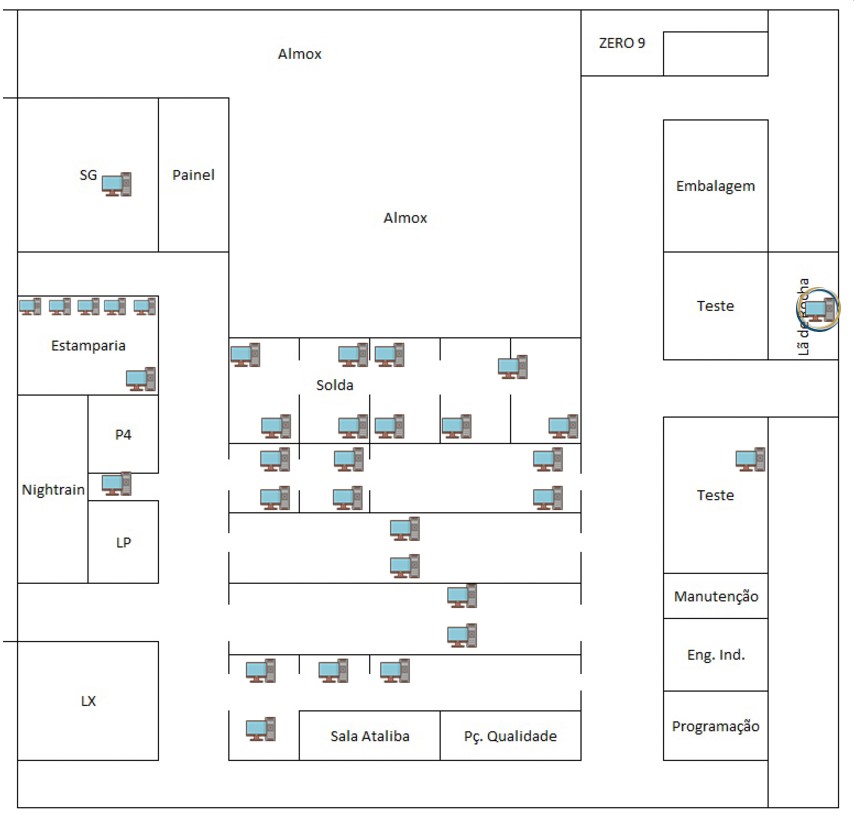 Almox
ZERO 9
SG
Painel
Almox
Embalagem
Teste
Lã de Rocha
Estamparia
Solda
P4
Nightrain
LP
Teste
Manutenção
Eng. Ind.
LX
Sala Ataliba
Pç. Qualidade
Programação